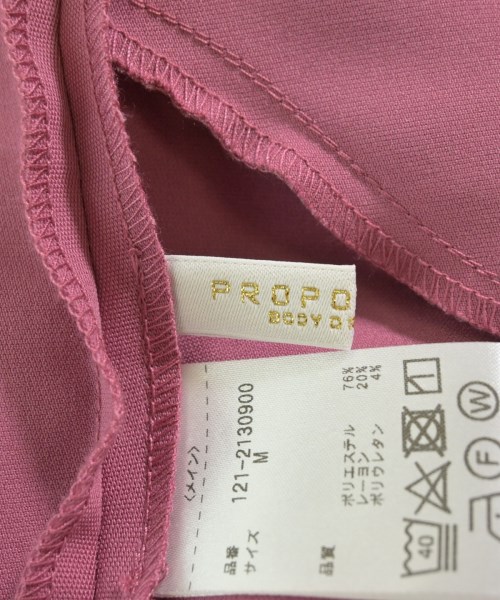 PROPO
BODY D
<メイン>
品番 121-2130900
サイズ M
品質 ポリエステル 76%
レーヨン 20%
ポリウレタン 4%
40
W
F